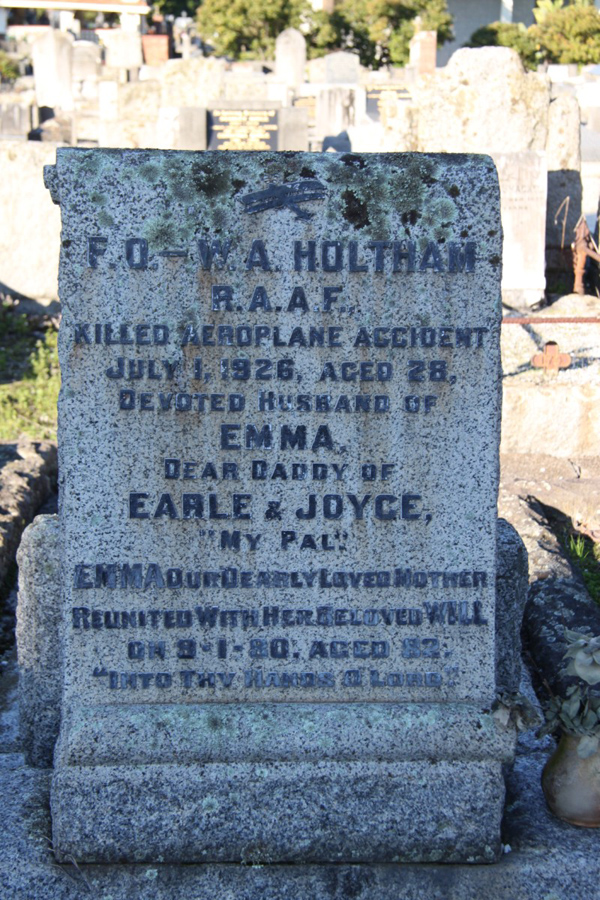 F.O.—W.A. HOLTHAM
R.A.A.F.,
KILLED AEROPLANE ACCIDENT
JULY 1, 1926, AGED 28,
DEVOTED HUSBAND OF
EMMA.
DEAR DADDY OF
EARLE & JOYCE,
"MY PAL".
EMMA OUR DEARLY LOVED MOTHER
REUNITED WITH HER BELOVED WILL
"INTO THY HANDS O' LORD".